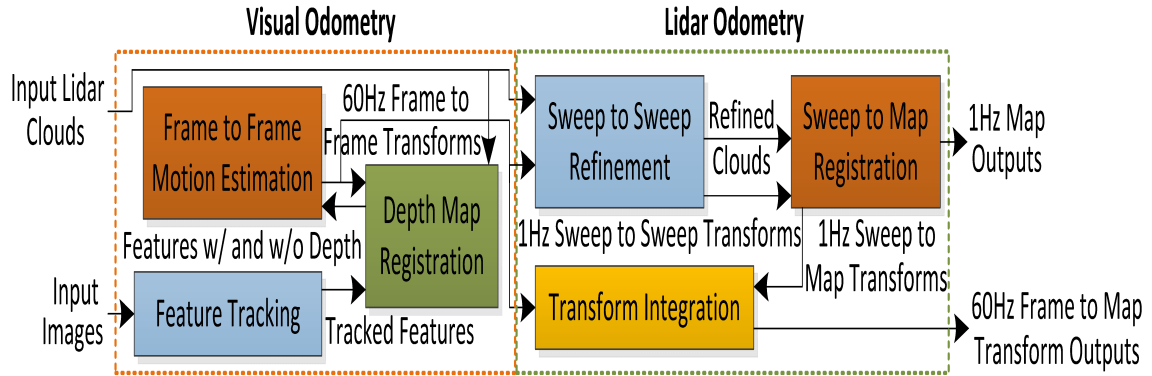 Visual Odometry
Lidar Odometry
Input Lidar
Clouds
Frame to Frame
Motion Estimation
60Hz Frame to
Frame Transforms
Depth Map
Registration
Features w/ and w/o Depth
Input
Images
Feature Tracking
Tracked Features
Sweep to Sweep
Refinement
Refined
Clouds
Sweep to Map
Registration
1Hz Map
Outputs
1Hz Sweep to Sweep Transforms
1Hz Sweep to
Map Transforms
Transform Integration
60Hz Frame to Map
Transform Outputs